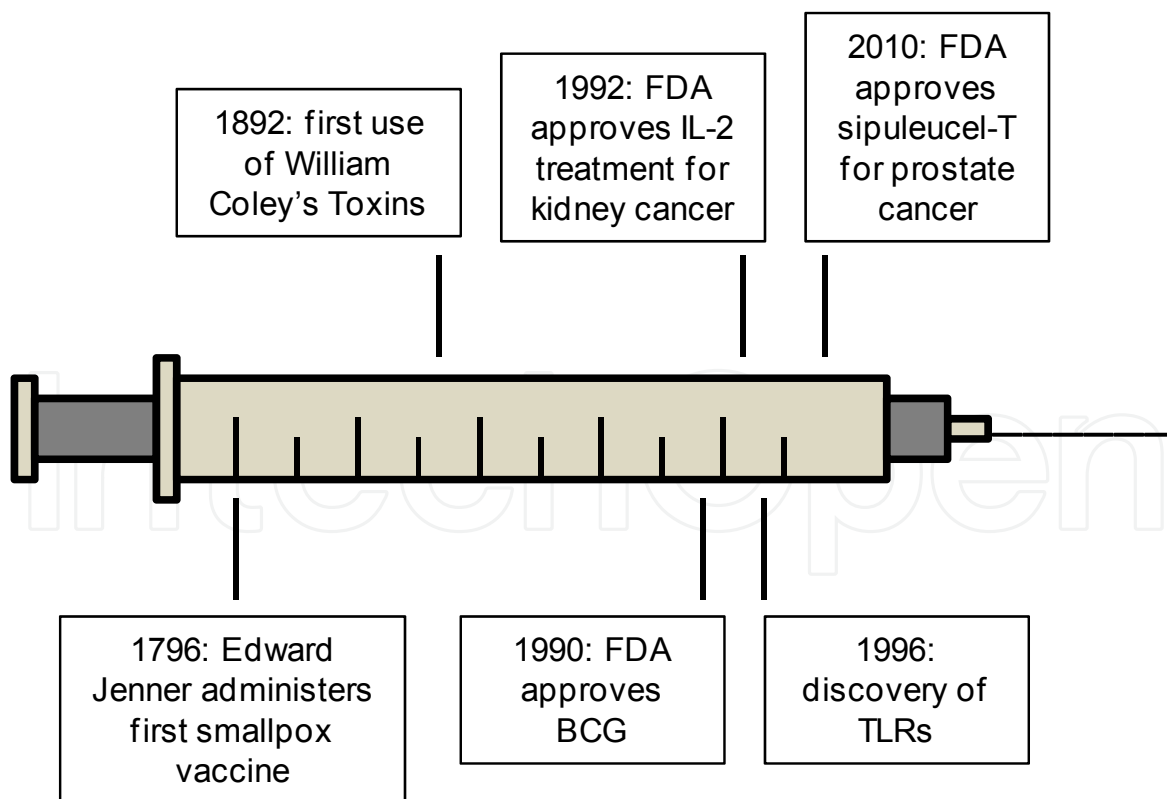 1892: first use
of William
Coley's Toxins
1992: FDA
approves IL-2
treatment for
kidney cancer
2010: FDA
approves
sipuleucel-T
for prostate
cancer
IntechOpen
1796: Edward
Jenner administers
first smallpox
vaccine
1990: FDA
approves
BCG
1996:
discovery of
TLRs